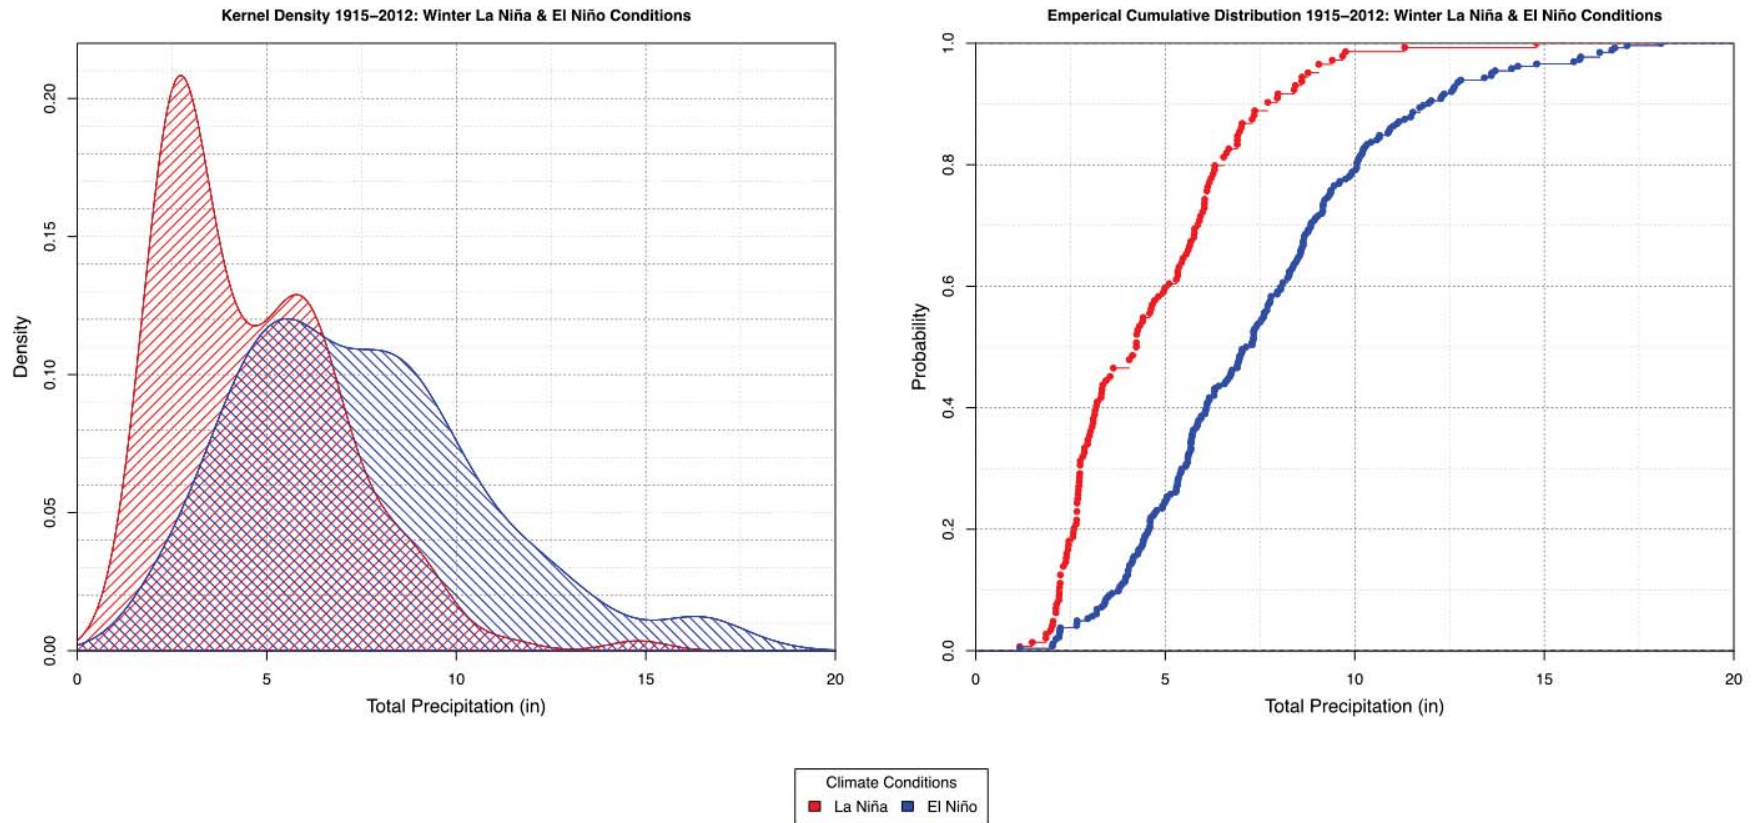 Kernel Density 1915–2012: Winter La Niña & El Niño Conditions
Density
0.20
0.15
0.10
0.05
0.00
0 5 10 15 20
Total Precipitation (in)
Emperical Cumulative Distribution 1915–2012: Winter La Niña & El Niño Conditions
Probability
1.0
0.8
0.6
0.4
0.2
0.0
0 5 10 15 20
Total Precipitation (in)
Climate Conditions
La Niña El Niño